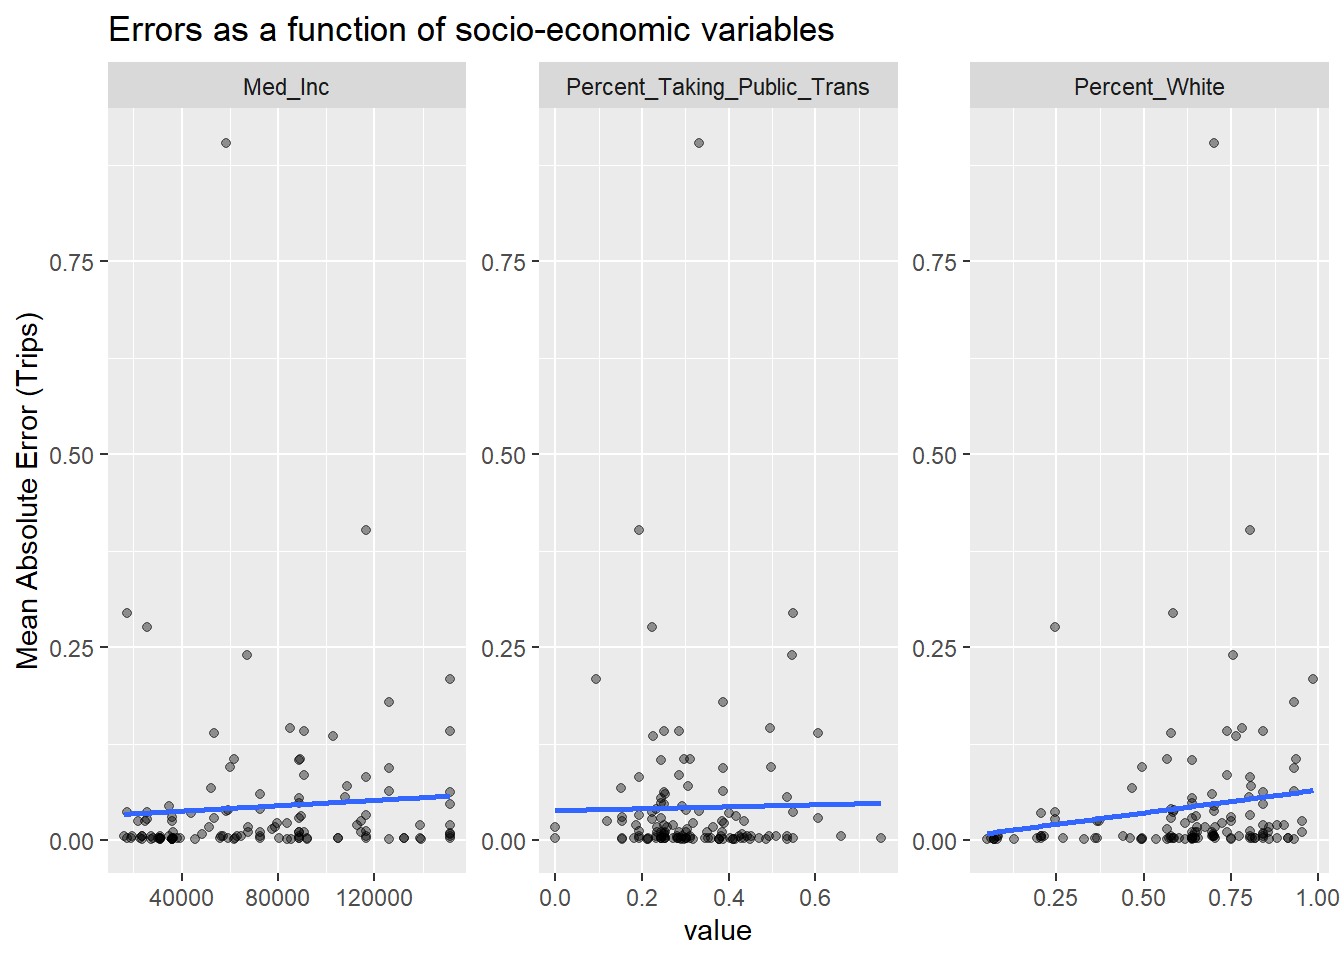 Errors as a function of socio-economic variables
Med_Inc
Percent_Taking_Public_Trans
Percent_White
Mean Absolute Error (Trips)
0.75
0.50
0.25
0.00
0.75
0.50
0.25
0.00
0.75
0.50
0.25
0.00
40000 80000 120000
0.0 0.2 0.4 0.6
0.25 0.50 0.75 1.00
value